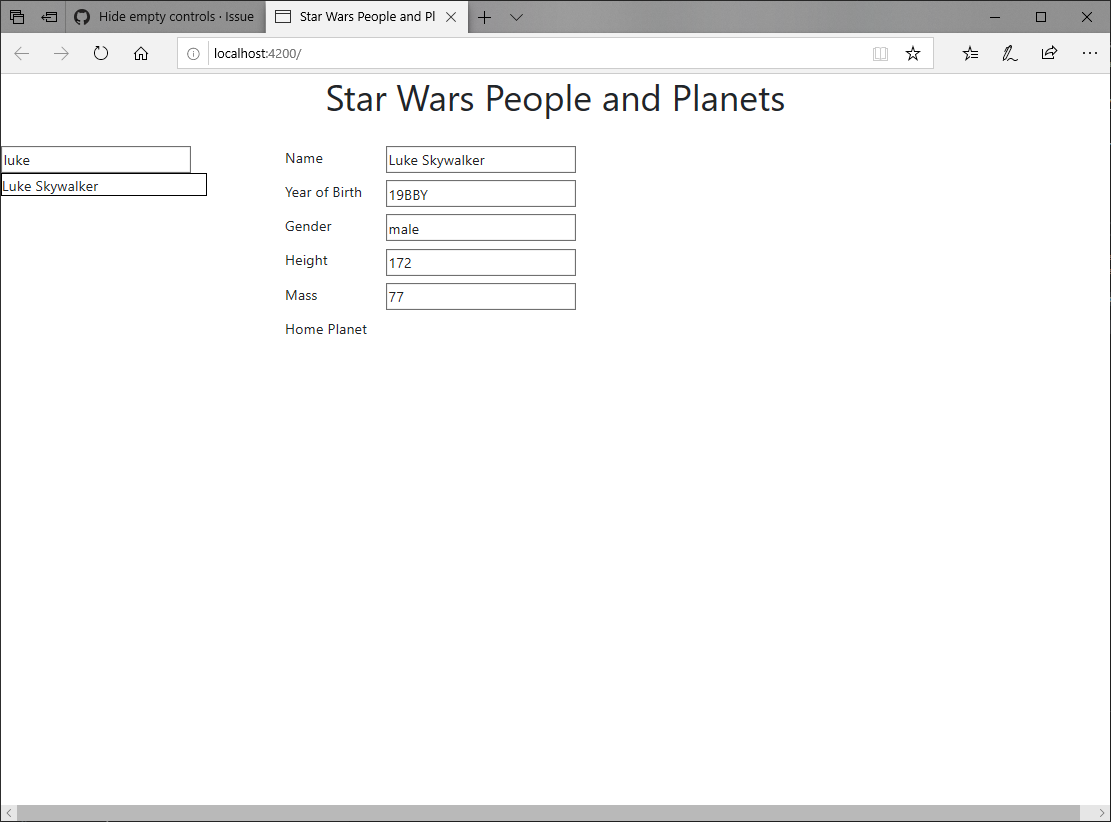 Hide empty controls · Issue
Star Wars People and Pl
localhost:4200/
Star Wars People and Planets
luke
Luke Skywalker
Name Luke Skywalker
Year of Birth 19BBY
Gender male
Height 172
Mass 77
Home Planet